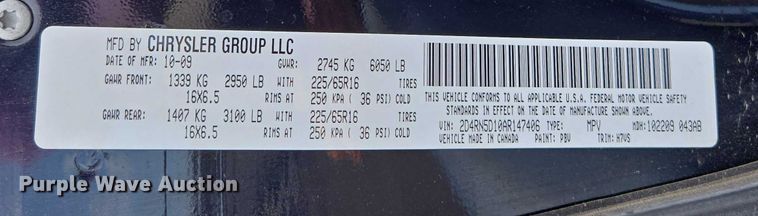 MFD BY CHRYSLER GROUP LLC
DATE OF MFR 10-09 GVWR: 2745 KG 6050 LB
GAWR FRONT: 1339 KG 2950 LB WITH 225/65R16 TIRES
16X6.5 RIMS AT 250 KPA ( 36 PSI) COLD
GAWR REAR: 1407 KG 3100 LB WITH 225/65R16 TIRES
16X6.5 RIMS AT 250 KPA ( 36 PSI) COLD
THIS VEHICLE CONFORMS TO ALL APPLICABLE U.S.A. FEDERAL MOTOR VEHICLE SAFETY
STANDARDS IN EFFECT ON THE DATE OF MANUFACTURE SHOWN ABOVE.
VIN: 2D4RN5D10AR147406 MPV MDH: 102209 043AB
VEHICLE MADE IN CANADA PAINT: PBV TRIM: H7VS
Purple Wave Auction